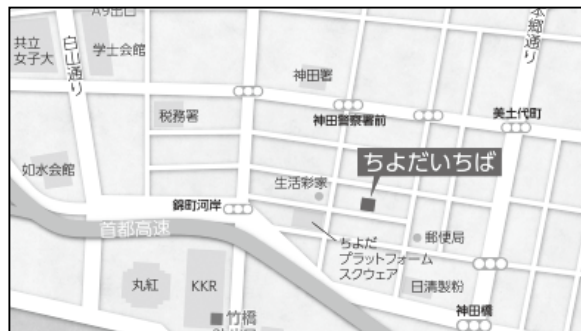 A9出口
共立
女子大
白山通り
学士会館
本郷通り
神田署
税務署
神田警察署前
美土代町
如水会館
生活彩家
ちよだいちば
錦町河岸
首都高速
ちよだ
プラットフォーム
スクウェア
郵便局
日清製粉
丸紅
KKR
竹橋
神田橋